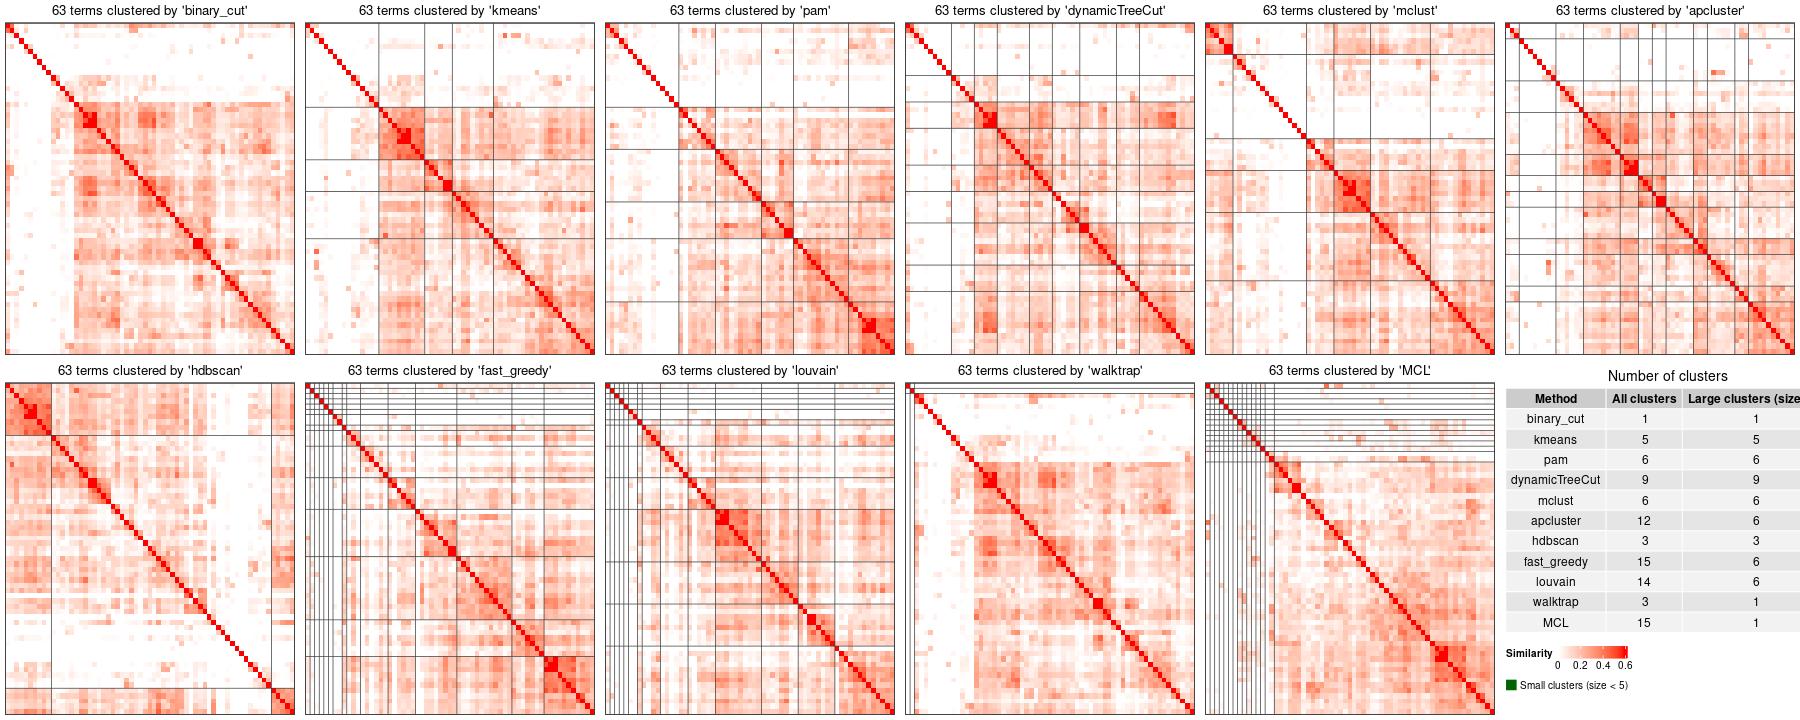 63 terms clustered by 'binary_cut'
63 terms clustered by 'kmeans'
63 terms clustered by 'pam'
63 terms clustered by 'dynamicTreeCut'
63 terms clustered by 'mclust'
63 terms clustered by 'apcluster'
63 terms clustered by 'hdbscan'
63 terms clustered by 'fast_greedy'
63 terms clustered by 'louvain'
63 terms clustered by 'walktrap'
63 terms clustered by 'MCL'
Number of clusters
Method All clusters Large clusters (size
binary_cut 1 1
kmeans 5 5
pam 6 6
dynamicTreeCut 9 9
mclust 6 6
apcluster 12 6
hdbscan 3 3
fast_greedy 15 6
louvain 14 6
walktrap 3 1
MCL 15 1
Similarity
0 0.2 0.4 0.6
Small clusters (size < 5)